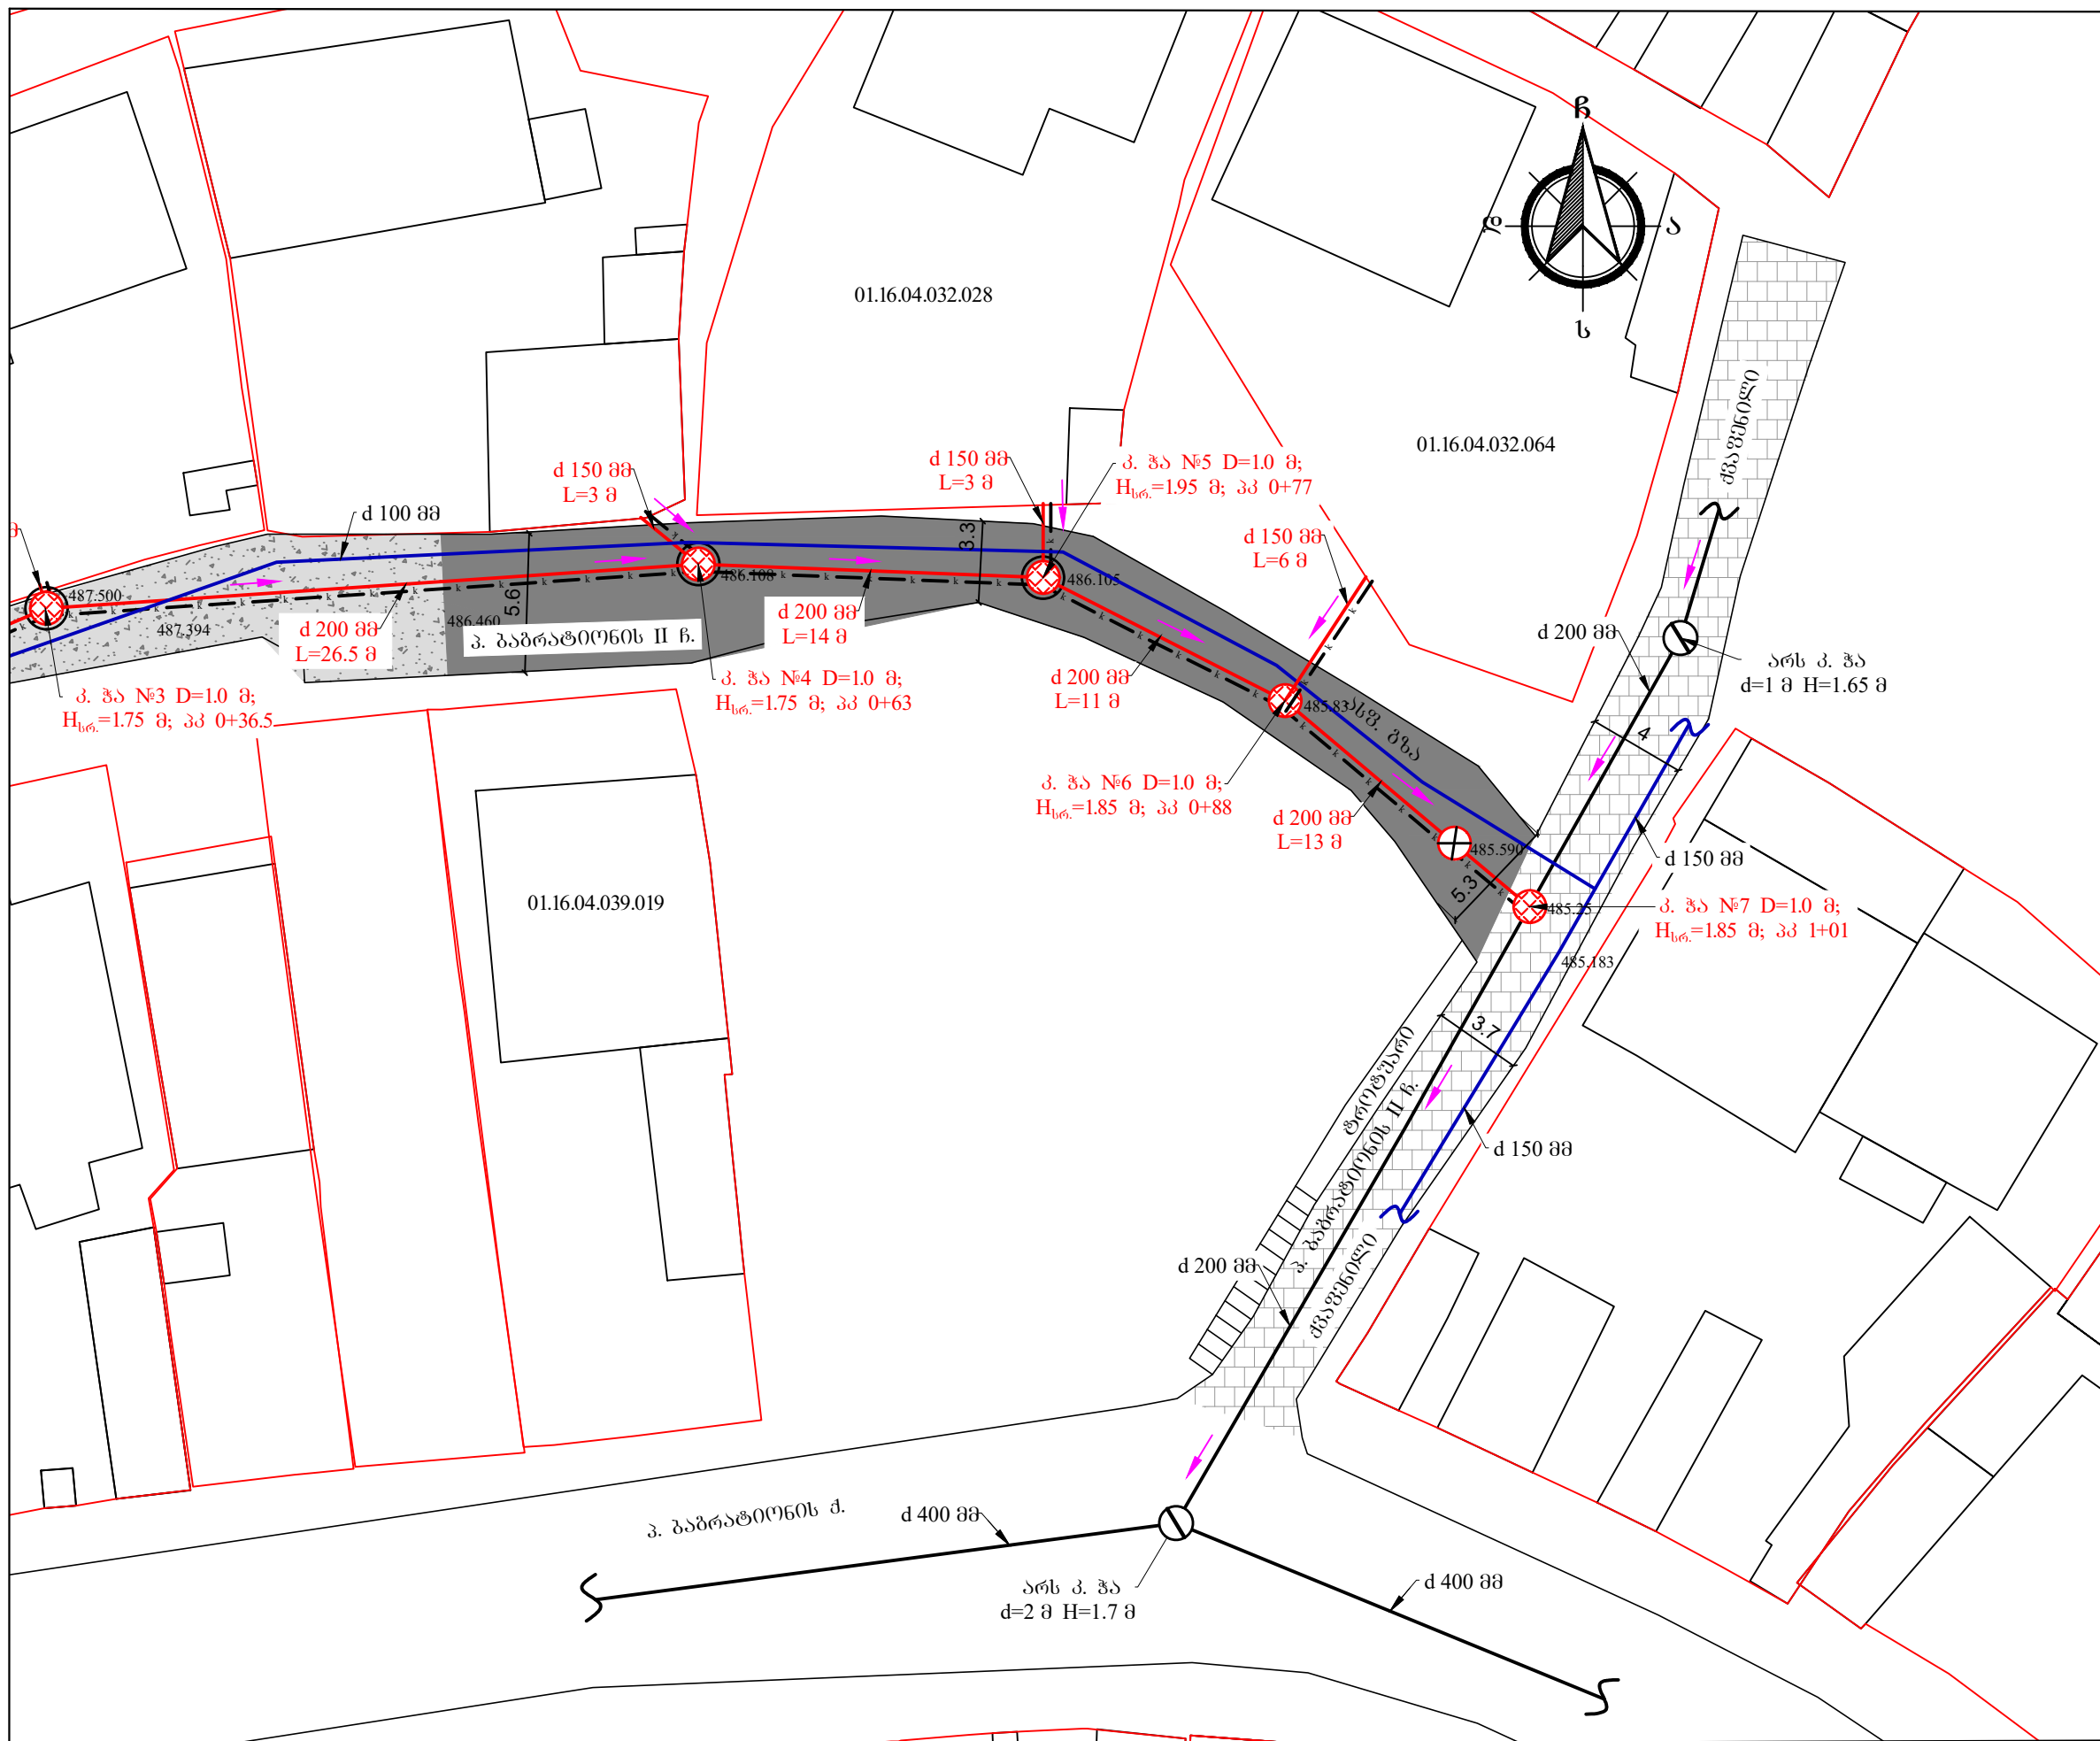 ჩ
დ
ა
ს
01.16.04.032.028
01.16.04.032.064
ქვაფენილი
d 150 მმ
L=3 მ
d 150 მმ
L=3 მ
კ. ჭა №5 D=1.0 მ;
Hსრ.=1.95 მ; პკ 0+77
d 100 მმ
მ
d 150 მმ
L=6 მ
487.500
487.394
486.460
5.6
486.108
3.3
486.105
d 200 მმ
L=26.5 მ
პ. ბაგრატიონის II ჩ.
d 200 მმ
L=14 მ
d 200 მმ
არს კ. ჭა
d=1 მ H=1.65 მ
კ. ჭა №3 D=1.0 მ;
Hსრ.=1.75 მ; პკ 0+36.5
კ. ჭა №4 D=1.0 მ;
Hსრ.=1.75 მ; პკ 0+63
d 200 მმ
L=11 მ
485.83
ასფ. გზა
4
კ. ჭა №6 D=1.0 მ;
Hსრ.=1.85 მ; პკ 0+88
d 200 მმ
L=13 მ
485.590
5.3
d 150 მმ
485.25
კ. ჭა №7 D=1.0 მ;
Hსრ.=1.85 მ; პკ 1+01
485.183
01.16.04.039.019
3.7
ტროტუარი
პ. ბაგრატიონის II ჩ.
ქვაფენილი
d 150 მმ
d 200 მმ
პ. ბაგრატიონის ქ.
d 400 მმ
არს კ. ჭა
d=2 მ H=1.7 მ
d 400 მმ